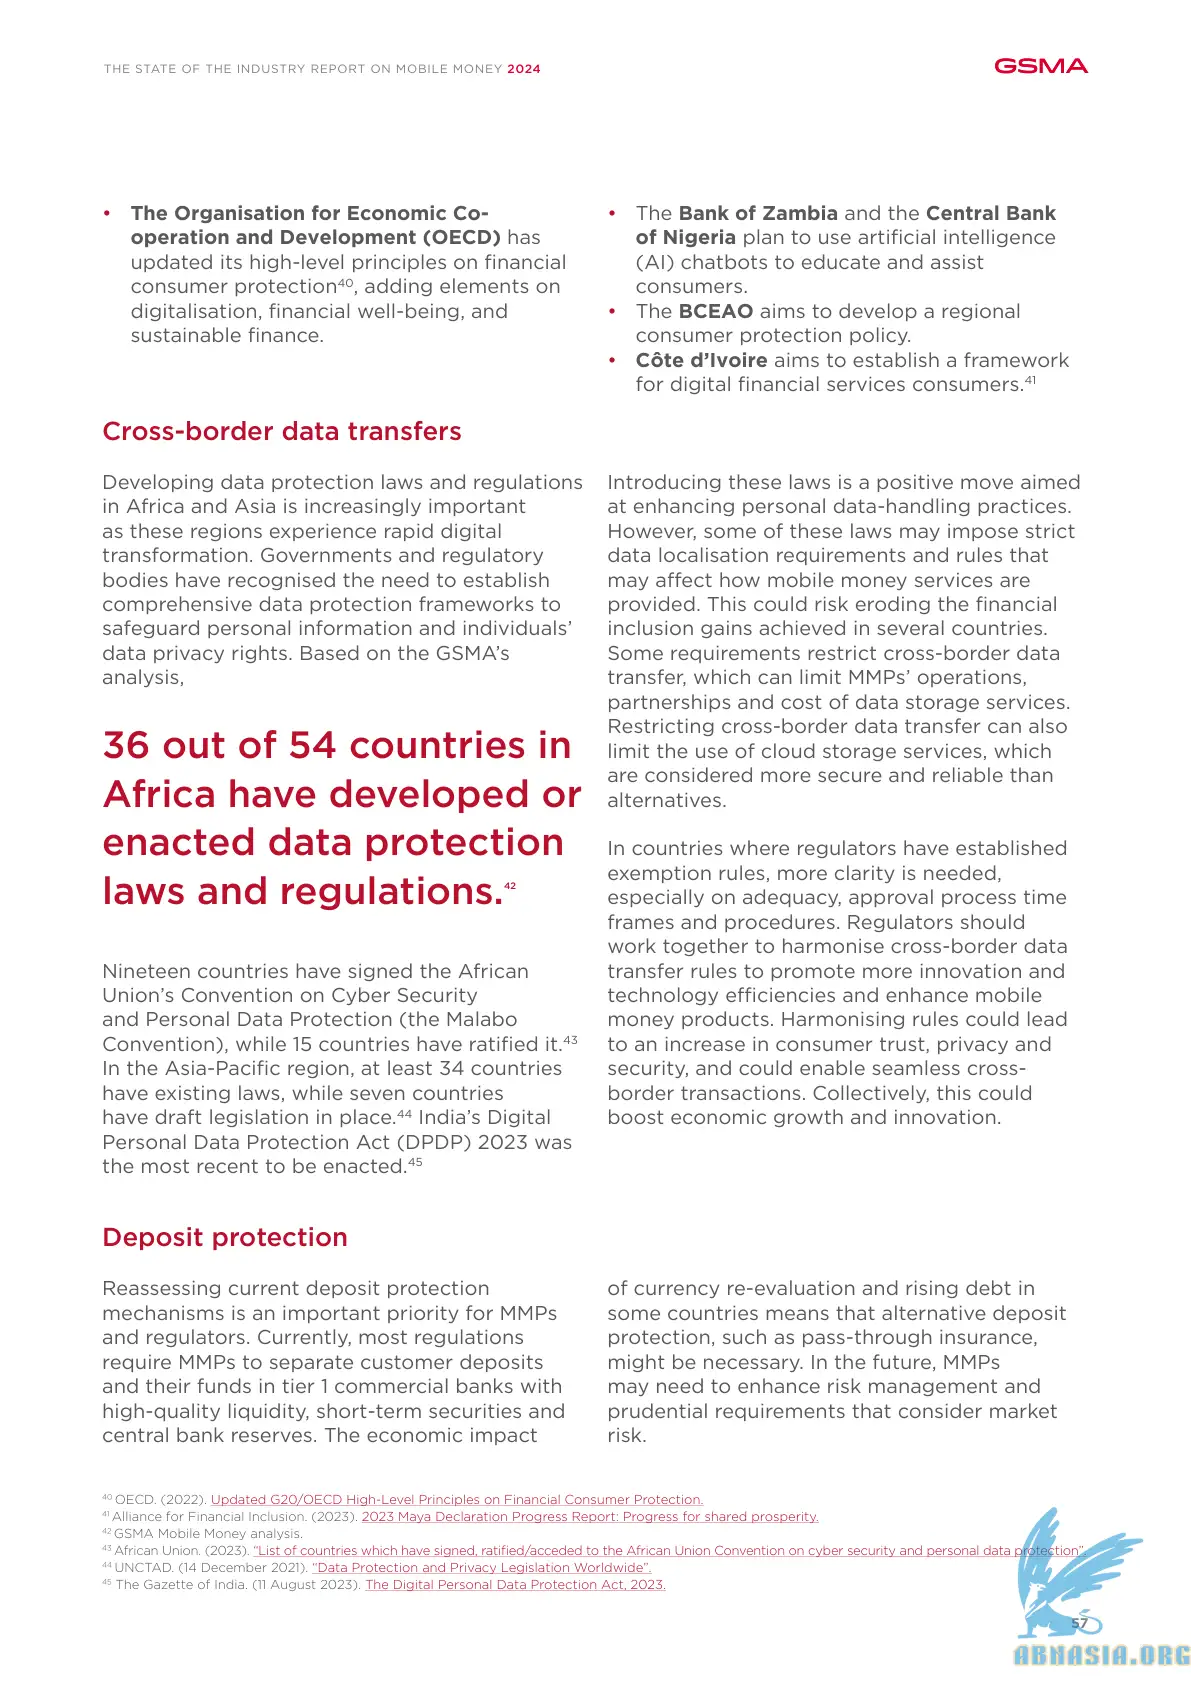 THE STATE OF THE INDUSTRY REPORT ON MOBILE MONEY 2024
GSMA
• The Organisation for Economic Co-
operation and Development (OECD) has
updated its high-level principles on financial
consumer protection⁴⁰, adding elements on
digitalisation, financial well-being, and
sustainable finance.
• The Bank of Zambia and the Central Bank
of Nigeria plan to use artificial intelligence
(AI) chatbots to educate and assist
consumers.
• The BCEAO aims to develop a regional
consumer protection policy.
• Côte d’Ivoire aims to establish a framework
for digital financial services consumers.⁴¹
Cross-border data transfers
Developing data protection laws and regulations
in Africa and Asia is increasingly important
as these regions experience rapid digital
transformation. Governments and regulatory
bodies have recognised the need to establish
comprehensive data protection frameworks to
safeguard personal information and individuals’
data privacy rights. Based on the GSMA’s
analysis,
36 out of 54 countries in
Africa have developed or
enacted data protection
laws and regulations.⁴²
Nineteen countries have signed the African
Union’s Convention on Cyber Security
and Personal Data Protection (the Malabo
Convention), while 15 countries have ratified it.⁴³
In the Asia-Pacific region, at least 34 countries
have existing laws, while seven countries
have draft legislation in place.⁴⁴ India’s Digital
Personal Data Protection Act (DPDP) 2023 was
the most recent to be enacted.⁴⁵
Introducing these laws is a positive move aimed
at enhancing personal data-handling practices.
However, some of these laws may impose strict
data localisation requirements and rules that
may affect how mobile money services are
provided. This could risk eroding the financial
inclusion gains achieved in several countries.
Some requirements restrict cross-border data
transfer, which can limit MMPs’ operations,
partnerships and cost of data storage services.
Restricting cross-border data transfer can also
limit the use of cloud storage services, which
are considered more secure and reliable than
alternatives.
In countries where regulators have established
exemption rules, more clarity is needed,
especially on adequacy, approval process time
frames and procedures. Regulators should
work together to harmonise cross-border data
transfer rules to promote more innovation and
technology efficiencies and enhance mobile
money products. Harmonising rules could lead
to an increase in consumer trust, privacy and
security, and could enable seamless cross-
border transactions. Collectively, this could
boost economic growth and innovation.
Deposit protection
Reassessing current deposit protection
mechanisms is an important priority for MMPs
and regulators. Currently, most regulations
require MMPs to separate customer deposits
and their funds in tier 1 commercial banks with
high-quality liquidity, short-term securities and
central bank reserves. The economic impact
of currency re-evaluation and rising debt in
some countries means that alternative deposit
protection, such as pass-through insurance,
might be necessary. In the future, MMPs
may need to enhance risk management and
prudential requirements that consider market
risk.
⁴⁰ OECD. (2022). Updated G20/OECD High-Level Principles on Financial Consumer Protection.
⁴¹ Alliance for Financial Inclusion. (2023). 2023 Maya Declaration Progress Report: Progress for shared prosperity.
⁴² GSMA Mobile Money analysis.
⁴³ African Union. (2023). “List of countries which have signed, ratified/acceded to the African Union Convention on cyber security and personal data protection”.
⁴⁴ UNCTAD. (14 December 2021). “Data Protection and Privacy Legislation Worldwide”.
⁴⁵ The Gazette of India. (11 August 2023). The Digital Personal Data Protection Act, 2023.
57
ABNASIA.ORG